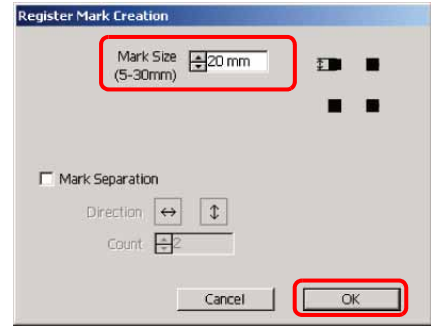 Register Mark Creation
Mark Size 20 mm
(5-30mm)
Mark Separation
Direction
Count 2
Cancel OK